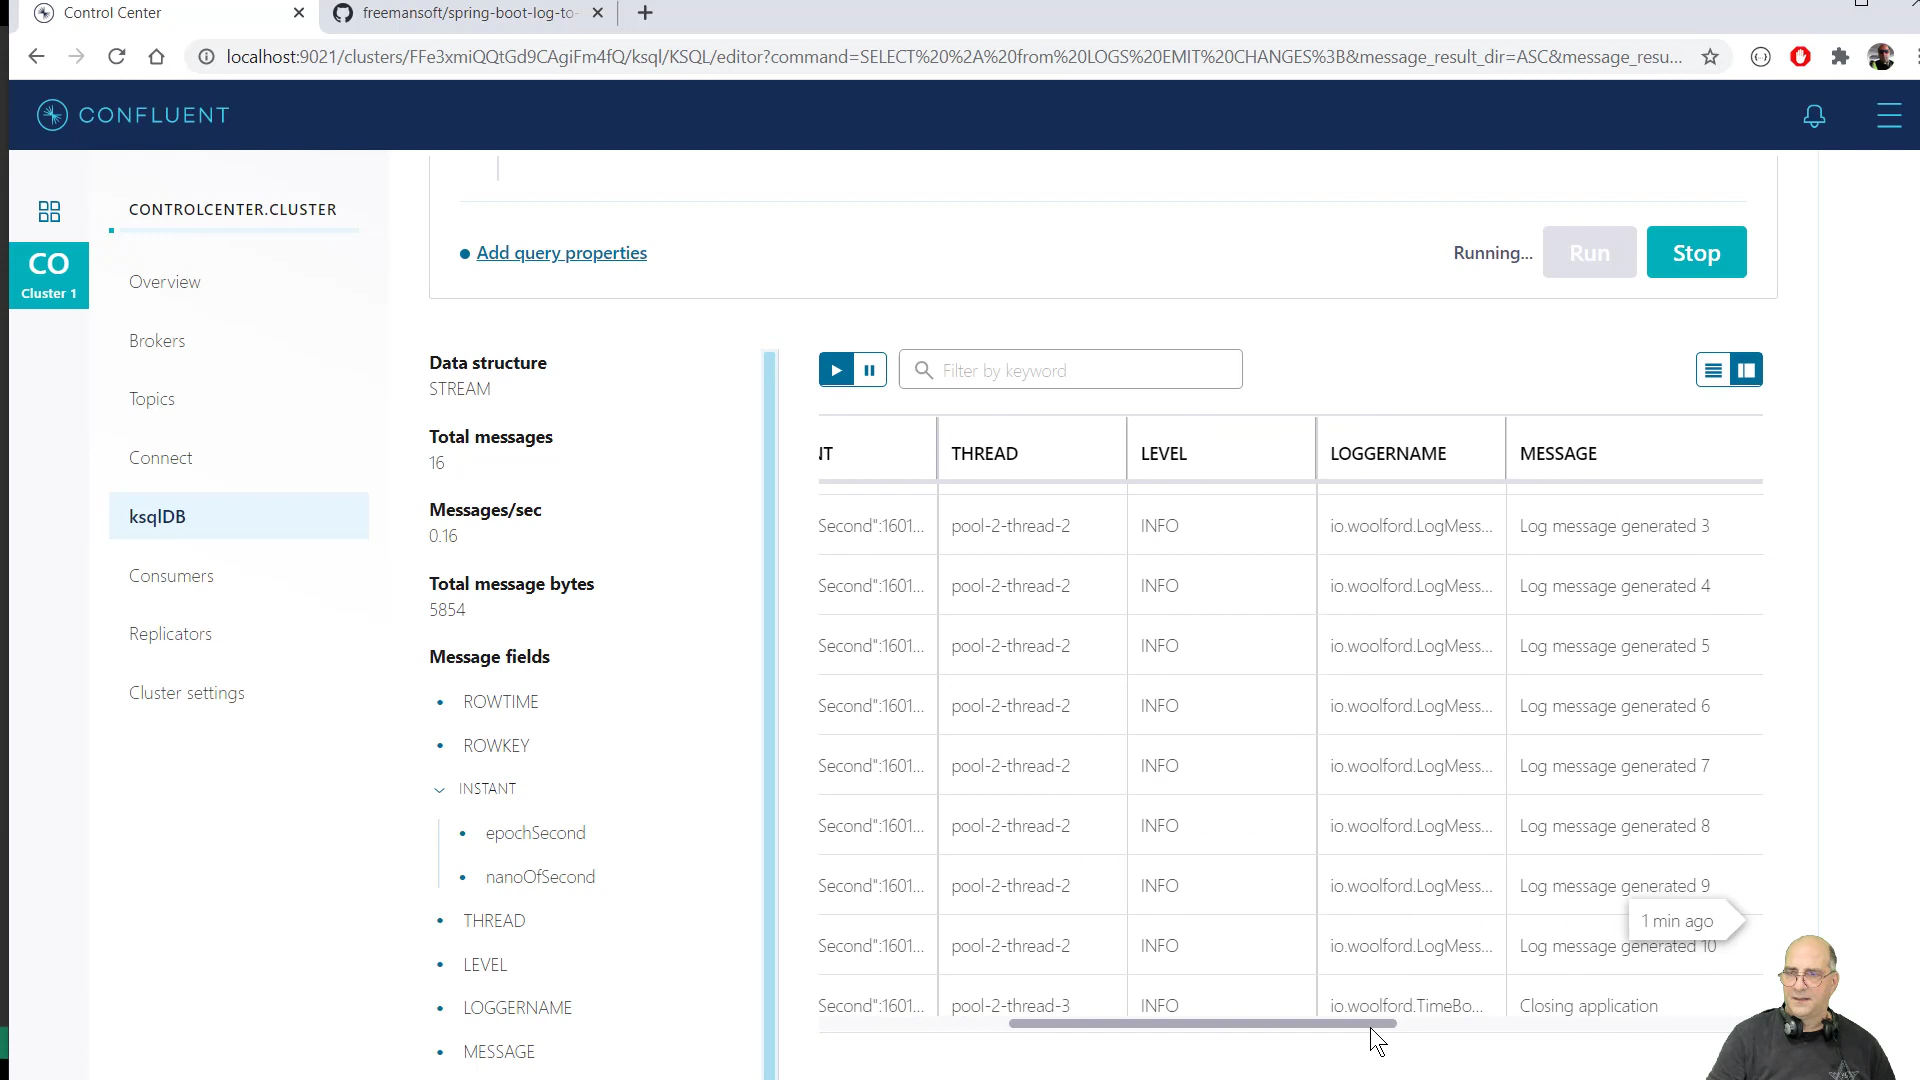 Control Center
freemansoft/spring-boot-log-to-
localhost:9021/clusters/FFe3xmiQQtGd9CAgiFm4fQ/ksql/KSQL/editor?command=SELECT%20%2A%20from%20LOGS%20EMIT%20CHANGES%3B&message_result_dir=ASC&message_resu...
CONFLUENT
CO
Cluster 1
CONTROLCENTER.CLUSTER
Overview
Brokers
Topics
Connect
ksqlDB
Consumers
Replicators
Cluster settings
Add query properties
Running...
Run
Stop
Data structure
STREAM
Total messages
16
Messages/sec
0.16
Total message bytes
5854
Message fields
ROWTIME
ROWKEY
INSTANT
epochSecond
nanoOfSecond
THREAD
LEVEL
LOGGERNAME
MESSAGE
Filter by keyword
NT THREAD LEVEL LOGGERNAME MESSAGE
Second":1601... pool-2-thread-2 INFO io.woolford.LogMess... Log message generated 3
Second":1601... pool-2-thread-2 INFO io.woolford.LogMess... Log message generated 4
Second":1601... pool-2-thread-2 INFO io.woolford.LogMess... Log message generated 5
Second":1601... pool-2-thread-2 INFO io.woolford.LogMess... Log message generated 6
Second":1601... pool-2-thread-2 INFO io.woolford.LogMess... Log message generated 7
Second":1601... pool-2-thread-2 INFO io.woolford.LogMess... Log message generated 8
Second":1601... pool-2-thread-2 INFO io.woolford.LogMess... Log message generated 9
1 min ago
Second":1601... pool-2-thread-2 INFO io.woolford.LogMess... Log message generated 10
Second":1601... pool-2-thread-3 INFO io.woolford.TimeBo... Closing application